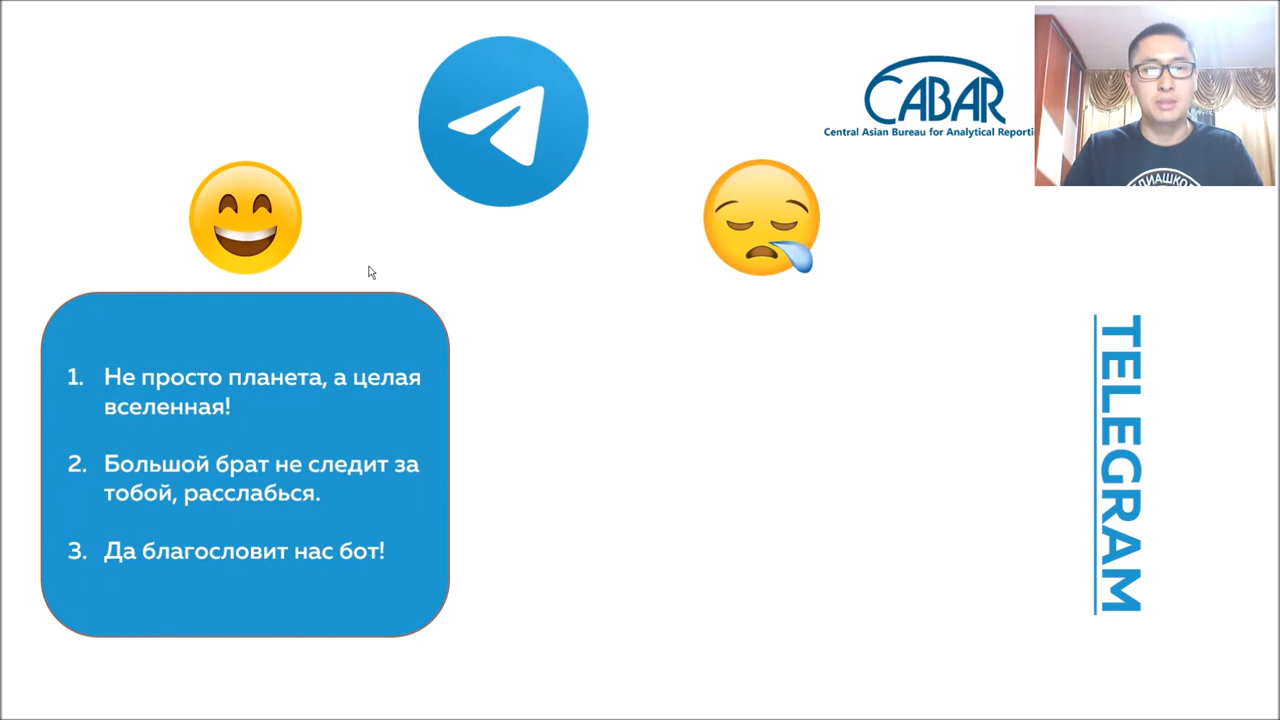 CABAR
Central Asian Bureau for Analytical
1. Не просто планета, а целая
вселенная!
2. Большой брат не следит за
тобой, расслабься.
3. Да благословит нас бот!
TELEGRAM